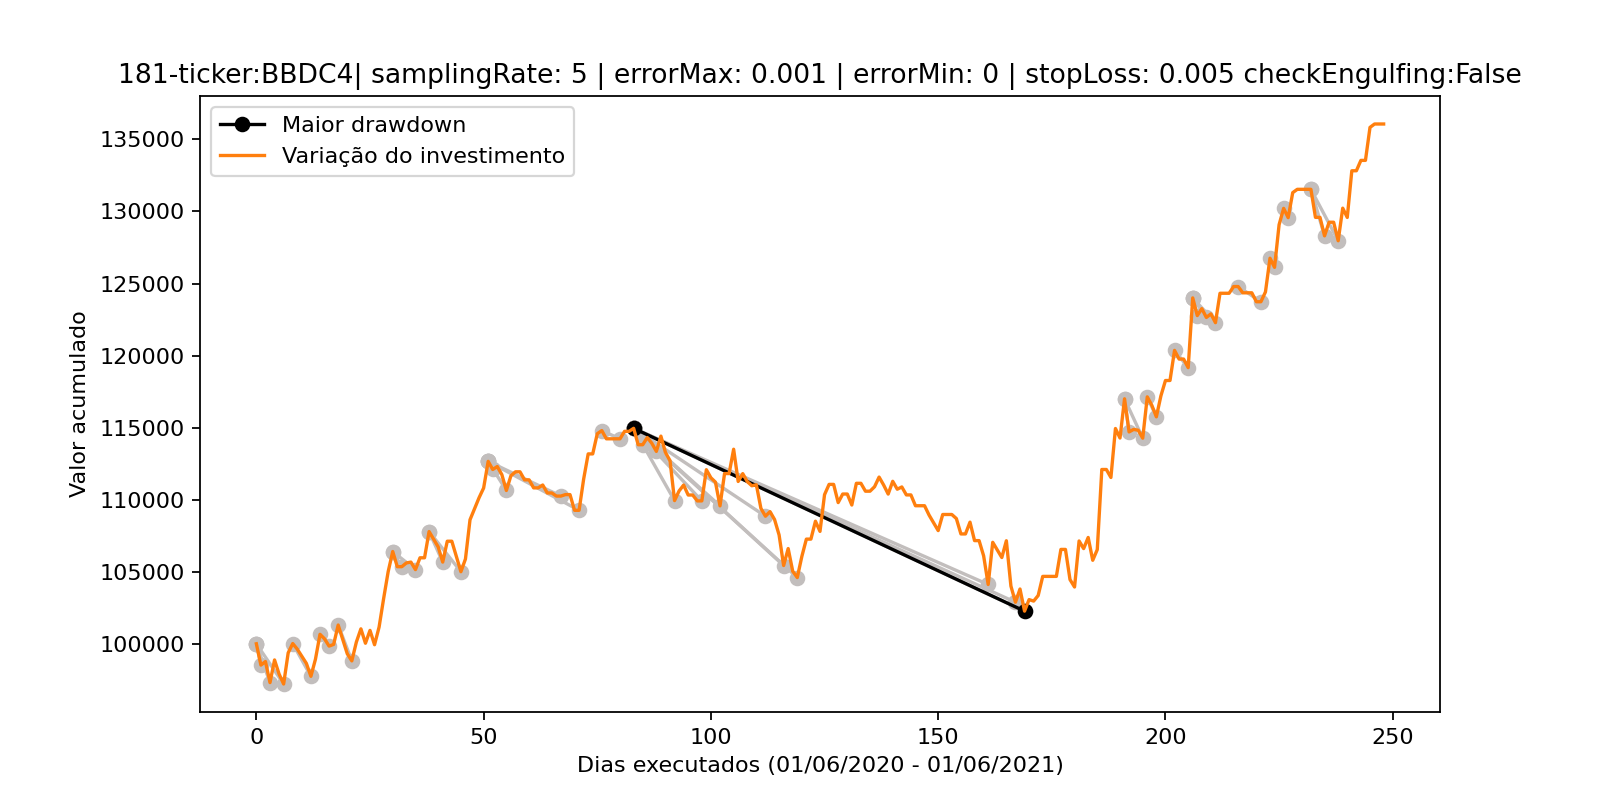 181-ticker:BBDC4| samplingRate: 5 | errorMax: 0.001 | errorMin: 0 | stopLoss: 0.005 checkEngulfing:False
Maior drawdown
Variação do investimento
Valor acumulado
135000
130000
125000
120000
115000
110000
105000
100000
0 50 100 150 200 250
Dias executados (01/06/2020 - 01/06/2021)